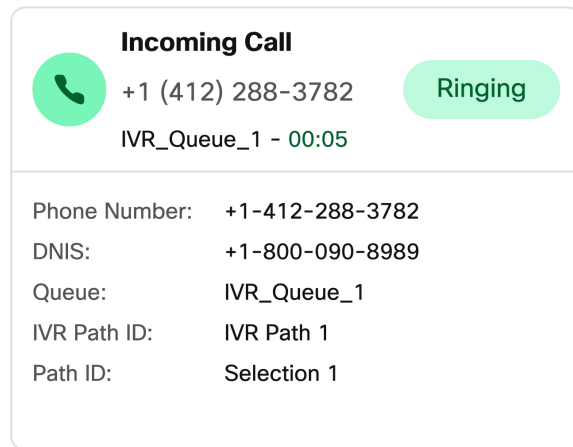 Incoming Call
+1 (412) 288-3782
Ringing
IVR_Queue_1 - 00:05
Phone Number: +1-412-288-3782
DNIS: +1-800-090-8989
Queue: IVR_Queue_1
IVR Path ID: IVR Path 1
Path ID: Selection 1